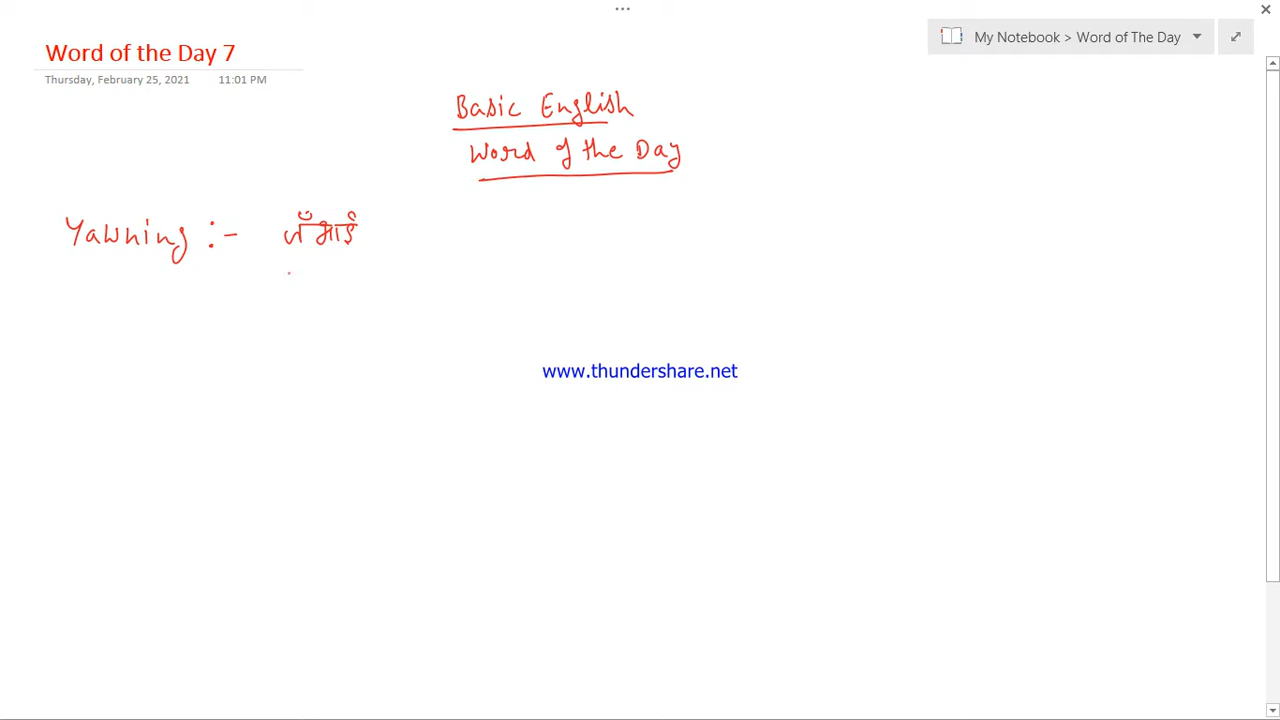 Word of the Day 7
Thursday, February 25, 2021 11:01 PM
My Notebook > Word of The Day
Basic English
Word of the Day
Yawning :- जँभाई
www.thundershare.net